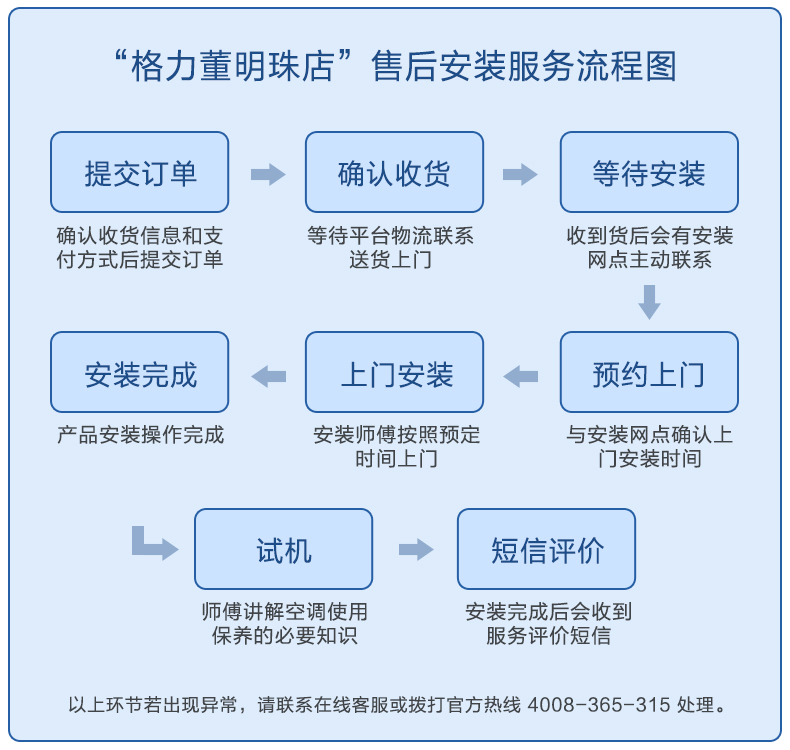 “格力董明珠店”售后安装服务流程图
提交订单
确认收货信息和支
付方式后提交订单
确认收货
等待平台物流联系
送货上门
等待安装
收到货后会有安装
网点主动联系
预约上门
与安装网点确认上
门安装时间
上门安装
安装师傅按照预定
时间上门
安装完成
产品安装操作完成
试机
师傅讲解空调使用
保养的必要知识
短信评价
安装完成后会收到
服务评价短信
以上环节若出现异常，请联系在线客服或拨打官方热线 4008-365-315 处理。